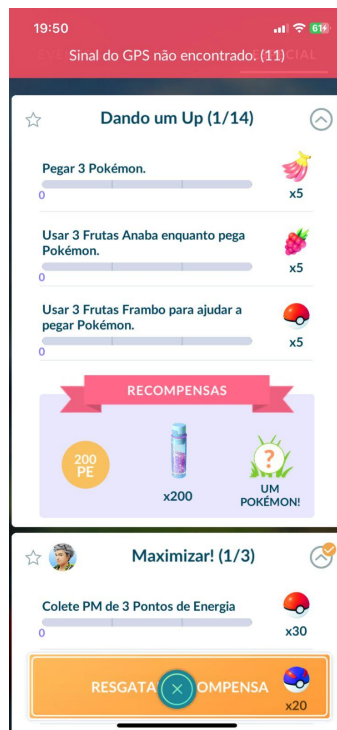 19:50
61
Sinal do GPS não encontrado. (11)
CIAL
Dando um Up (1/14)
Pegar 3 Pokémon.
0
x5
Usar 3 Frutas Anaba enquanto pega
Pokémon.
0
x5
Usar 3 Frutas Frambo para ajudar a
pegar Pokémon.
0
x5
RECOMPENSAS
200
PE
x200
?
UM
POKÉMON!
Maximizar! (1/3)
Colete PM de 3 Pontos de Energia
0
x30
RESGATA OMPENSA
x20